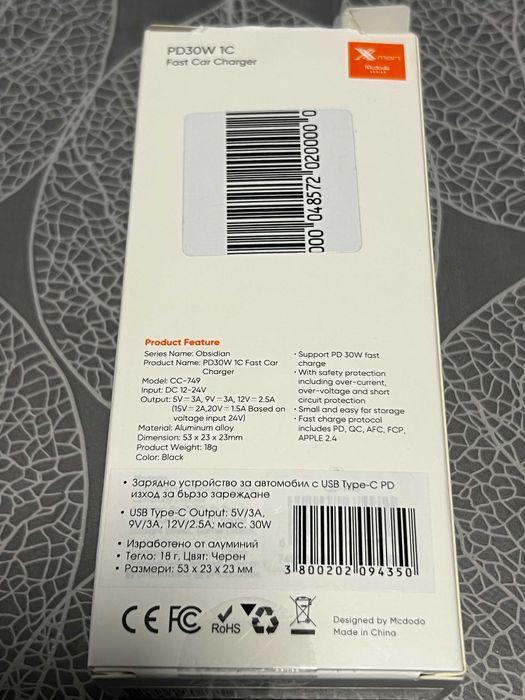 PD30W 1C
Fast Car Charger
Xmart
Mcdodo
SERIES
000 048572 020000 0
Product Feature
Series Name: Obsidian
Product Name: PD30W 1C Fast Car
Charger
Model: CC-749
Input: DC 12-24V
Output: 5V⎓3A, 9V⎓3A, 12V⎓2.5A
(15V⎓2A,20V⎓1.5A Based on
voltage input 24V)
Material: Aluminum alloy
Dimension: 53 x 23 x 23mm
Product Weight: 18g
Color: Black
• Support PD 30W fast
charge
• With safety protection
including over-current,
over-voltage and short
circuit protection
• Small and easy for storage
• Fast charge protocol
includes PD, QC, AFC, FCP,
APPLE 2.4
• Зарядно устройство за автомобил с USB Type-C PD
изход за бързо зареждане
• USB Type-C Output: 5V/3A,
9V/3A, 12V/2.5A; макс. 30W
• Изработено от алуминий
• Тегло: 18 г, Цвят: Черен
• Размери: 53 x 23 x 23 мм
3 800202 094350
CE FC RoHS
Designed by Mcdodo
Made in China